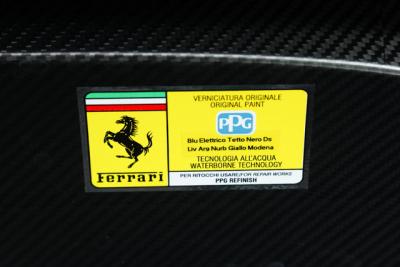 VERNICIATURA ORIGINALE
ORIGINAL PAINT
PPG
Blu Elettrico Tetto Nero Ds
Liv Arg Nurb Giallo Modena
TECNOLOGIA ALL'ACQUA
WATERBORNE TECHNOLOGY
PER RITOCCHI USARE/FOR REPAIR WORKS
PPG REFINISH
Ferrari